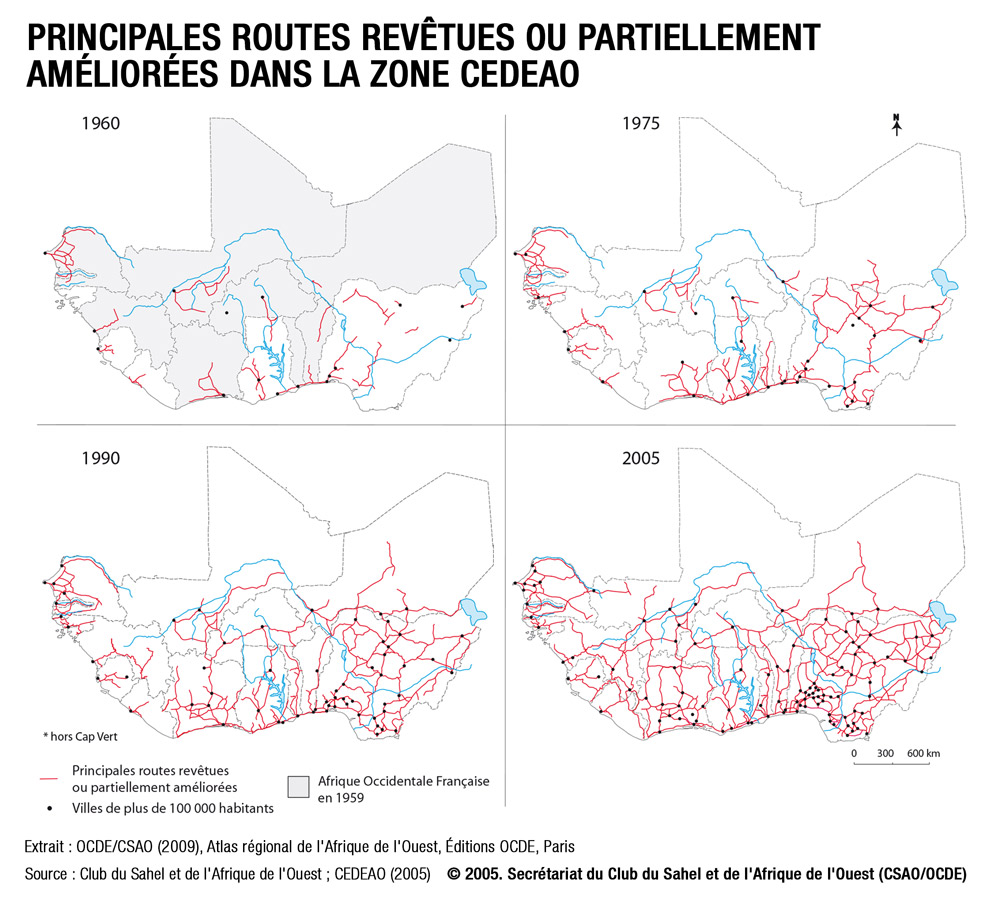 PRINCIPALES ROUTES REVÊTUES OU PARTIELLEMENT
AMÉLIORÉES DANS LA ZONE CEDEAO
1960
1975
N
1990
2005
* hors Cap Vert
0 300 600 km
Principales routes revêtues
ou partiellement améliorées
Villes de plus de 100 000 habitants
Afrique Occidentale Française
en 1959
Extrait : OCDE/CSAO (2009), Atlas régional de l'Afrique de l'Ouest, Éditions OCDE, Paris
Source : Club du Sahel et de l'Afrique de l'Ouest ; CEDEAO (2005) © 2005. Secrétariat du Club du Sahel et de l'Afrique de l'Ouest (CSAO/OCDE)